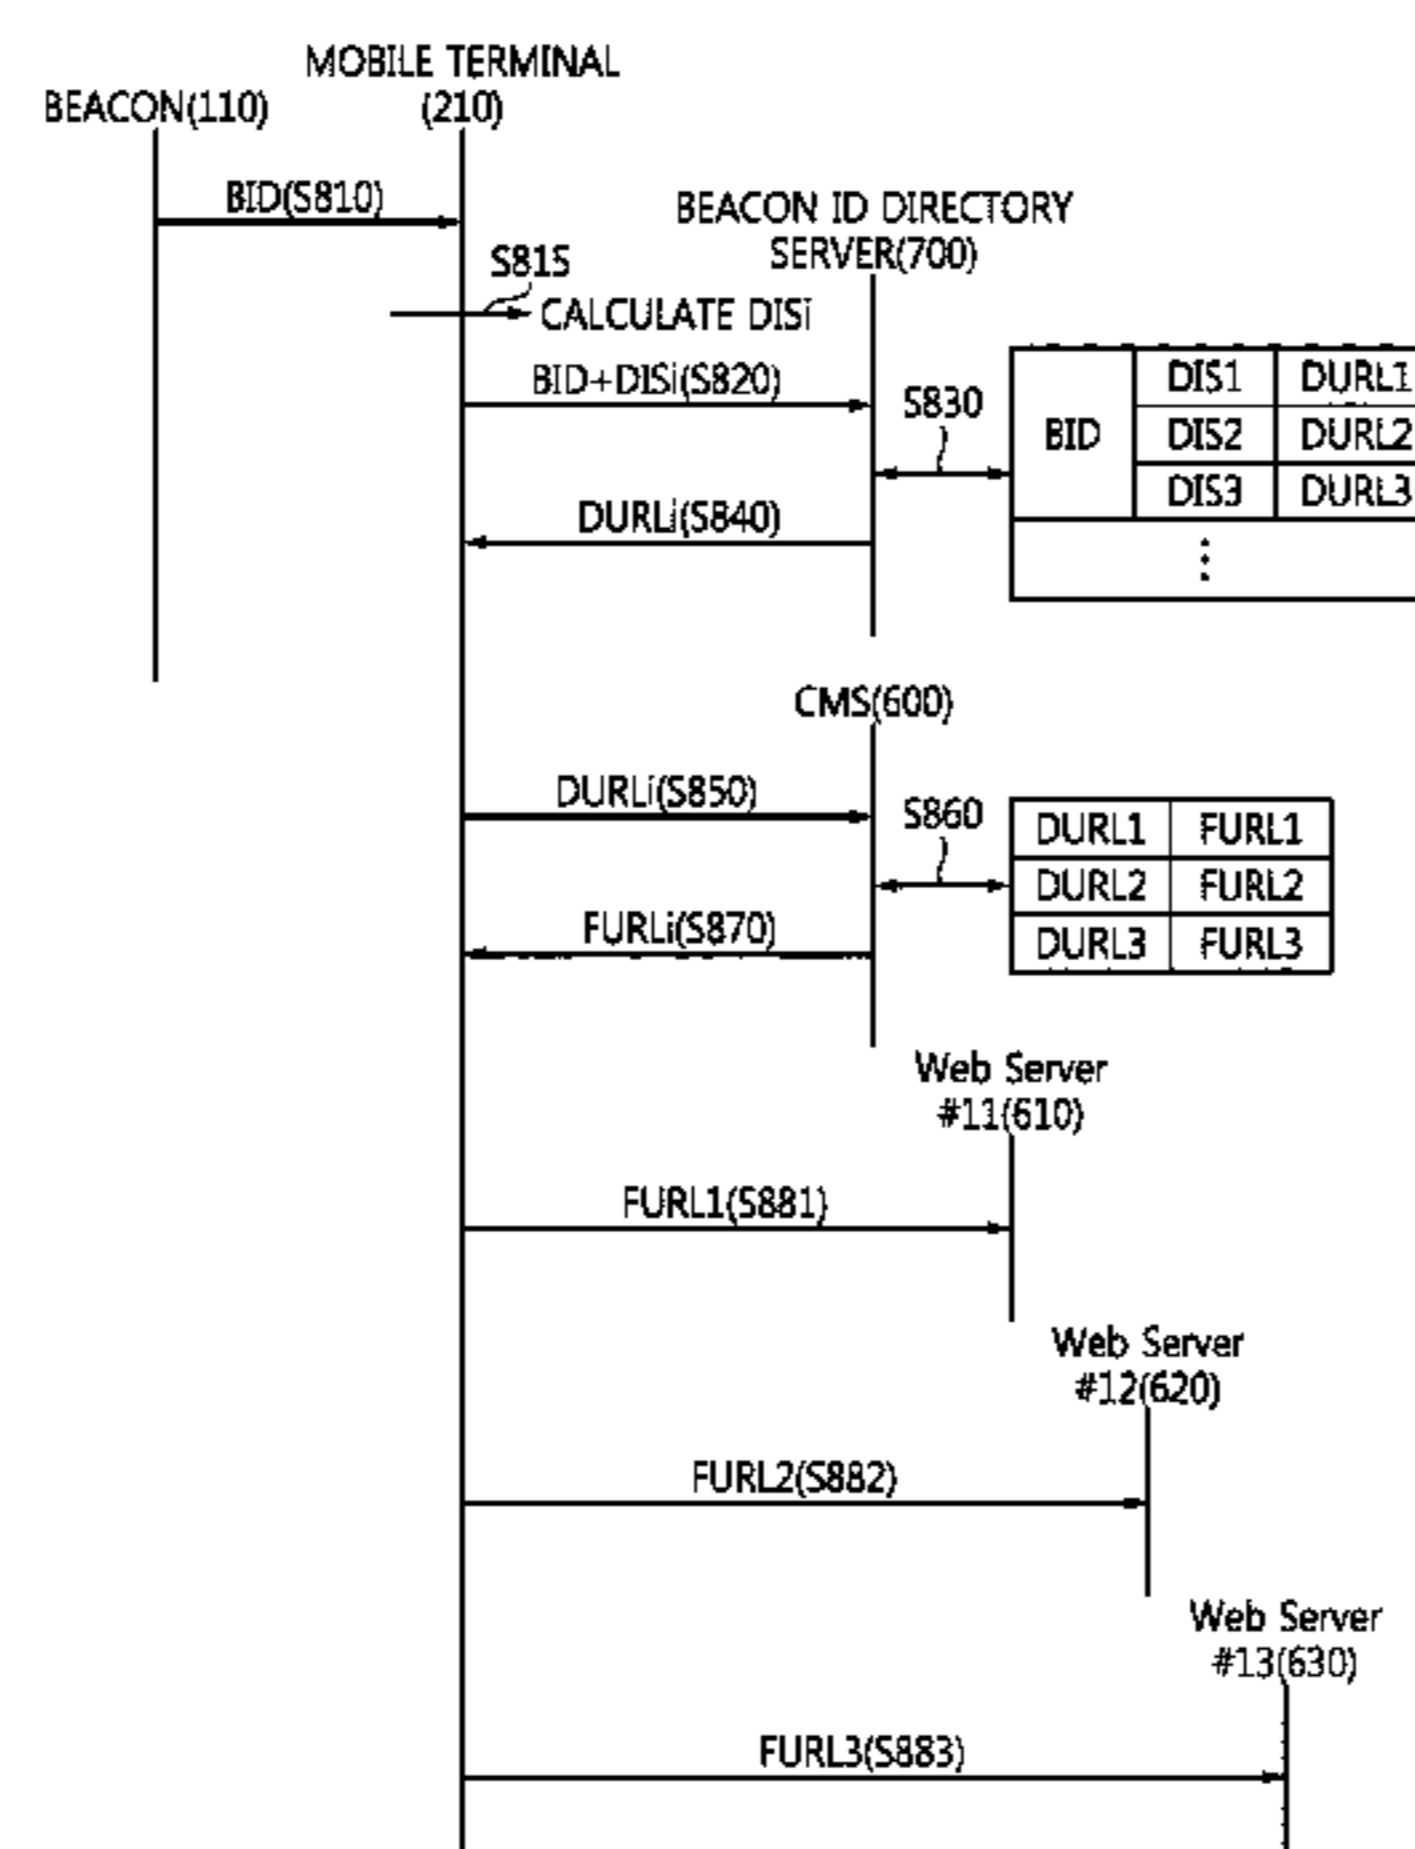 MOBILE TERMINAL
(210)
BEACON(110)
BID(S810)
BEACON ID DIRECTORY
SERVER(700)
S815
CALCULATE DISi
BID+DISi(S820)
S830
BID
DIS1 DURL1
DIS2 DURL2
DIS3 DURL3
DURLi(S840)
CMS(600)
DURLi(S850)
S860
DURL1 FURL1
DURL2 FURL2
DURL3 FURL3
FURLi(S870)
Web Server
#11(610)
FURL1(S881)
Web Server
#12(620)
FURL2(S882)
Web Server
#13(630)
FURL3(S883)